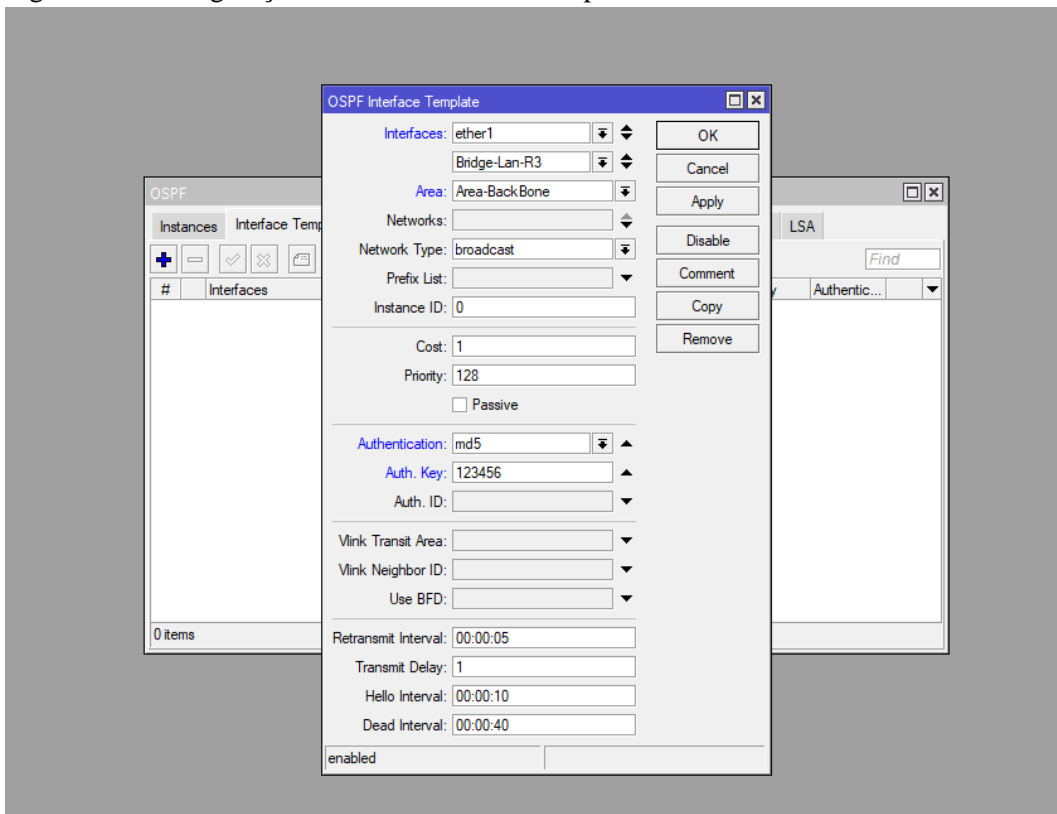 OSPF Interface Template
Interfaces: ether1
Bridge-Lan-R3
Area: Area-BackBone
Networks:
Network Type: broadcast
Prefix List:
Instance ID: 0
Cost: 1
Priority: 128
Passive
Authentication: md5
Auth. Key: 123456
Auth. ID:
Vlink Transit Area:
Vlink Neighbor ID:
Use BFD:
Retransmit Interval: 00:00:05
Transmit Delay: 1
Hello Interval: 00:00:10
Dead Interval: 00:00:40
enabled
OK
Cancel
Apply
Disable
Comment
Copy
Remove
OSPF
Instances Interface Temp
LSA
Find
# Interfaces
y Authentic...
0 items